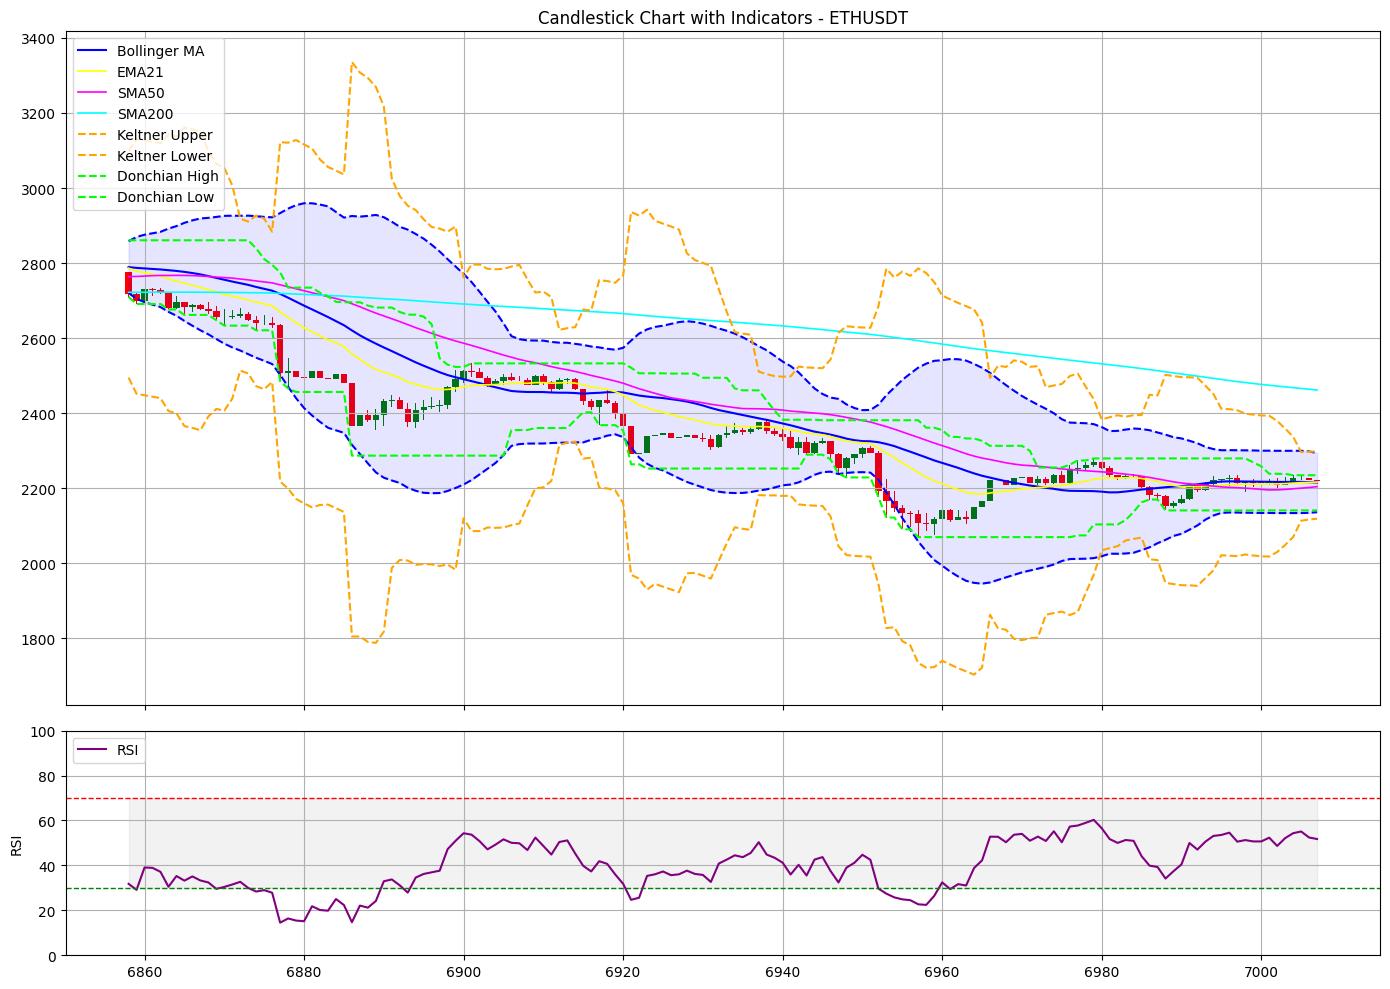 Candlestick Chart with Indicators - ETHUSDT
3400
3200
3000
2800
2600
2400
2200
2000
1800
Bollinger MA
EMA21
SMA50
SMA200
Keltner Upper
Keltner Lower
Donchian High
Donchian Low
RSI
100
80
60
40
20
0
RSI
6860
6880
6900
6920
6940
6960
6980
7000